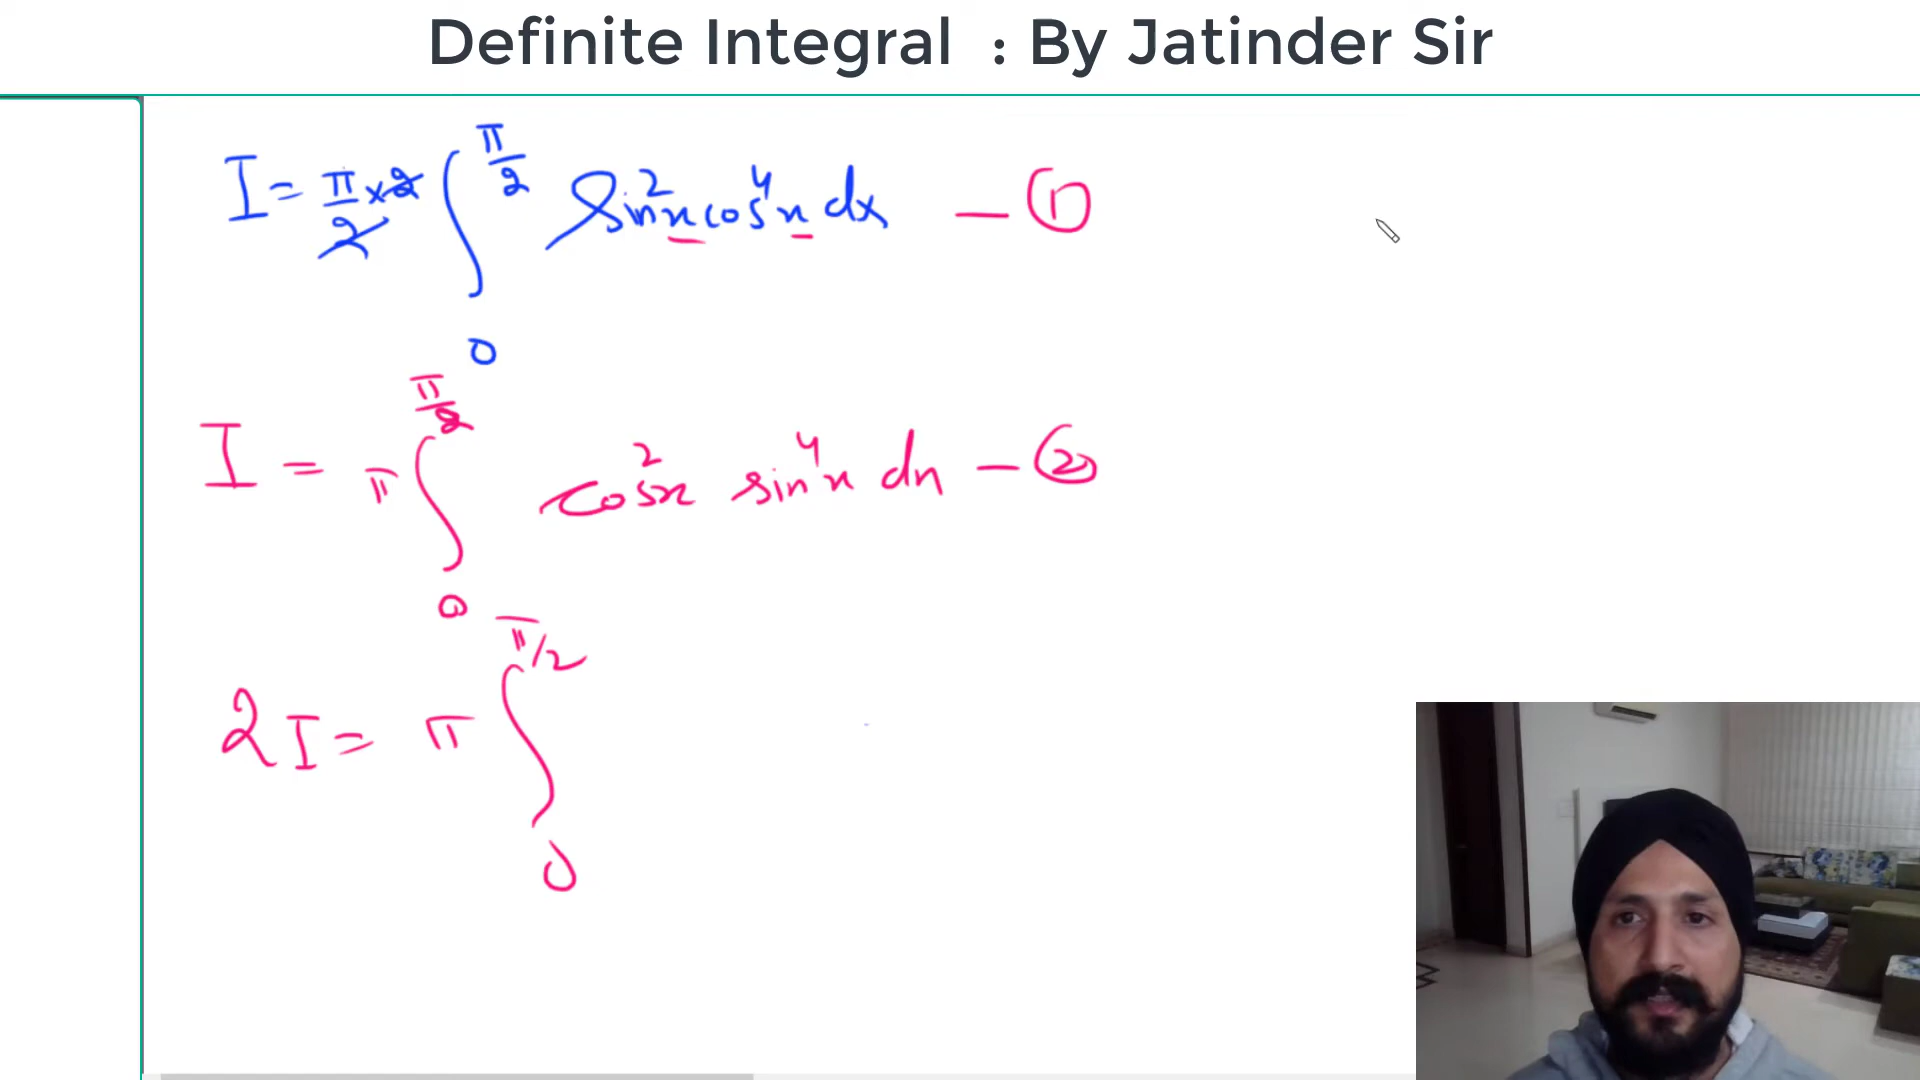 Definite Integral : By Jatinder Sir
I = π/2 × 2 ∫₀^(π/2) sin²x cos⁴x dx — ①
I = π ∫₀^(π/2) cos²x sin⁴x dx — ②
2I = π ∫₀^(π/2)